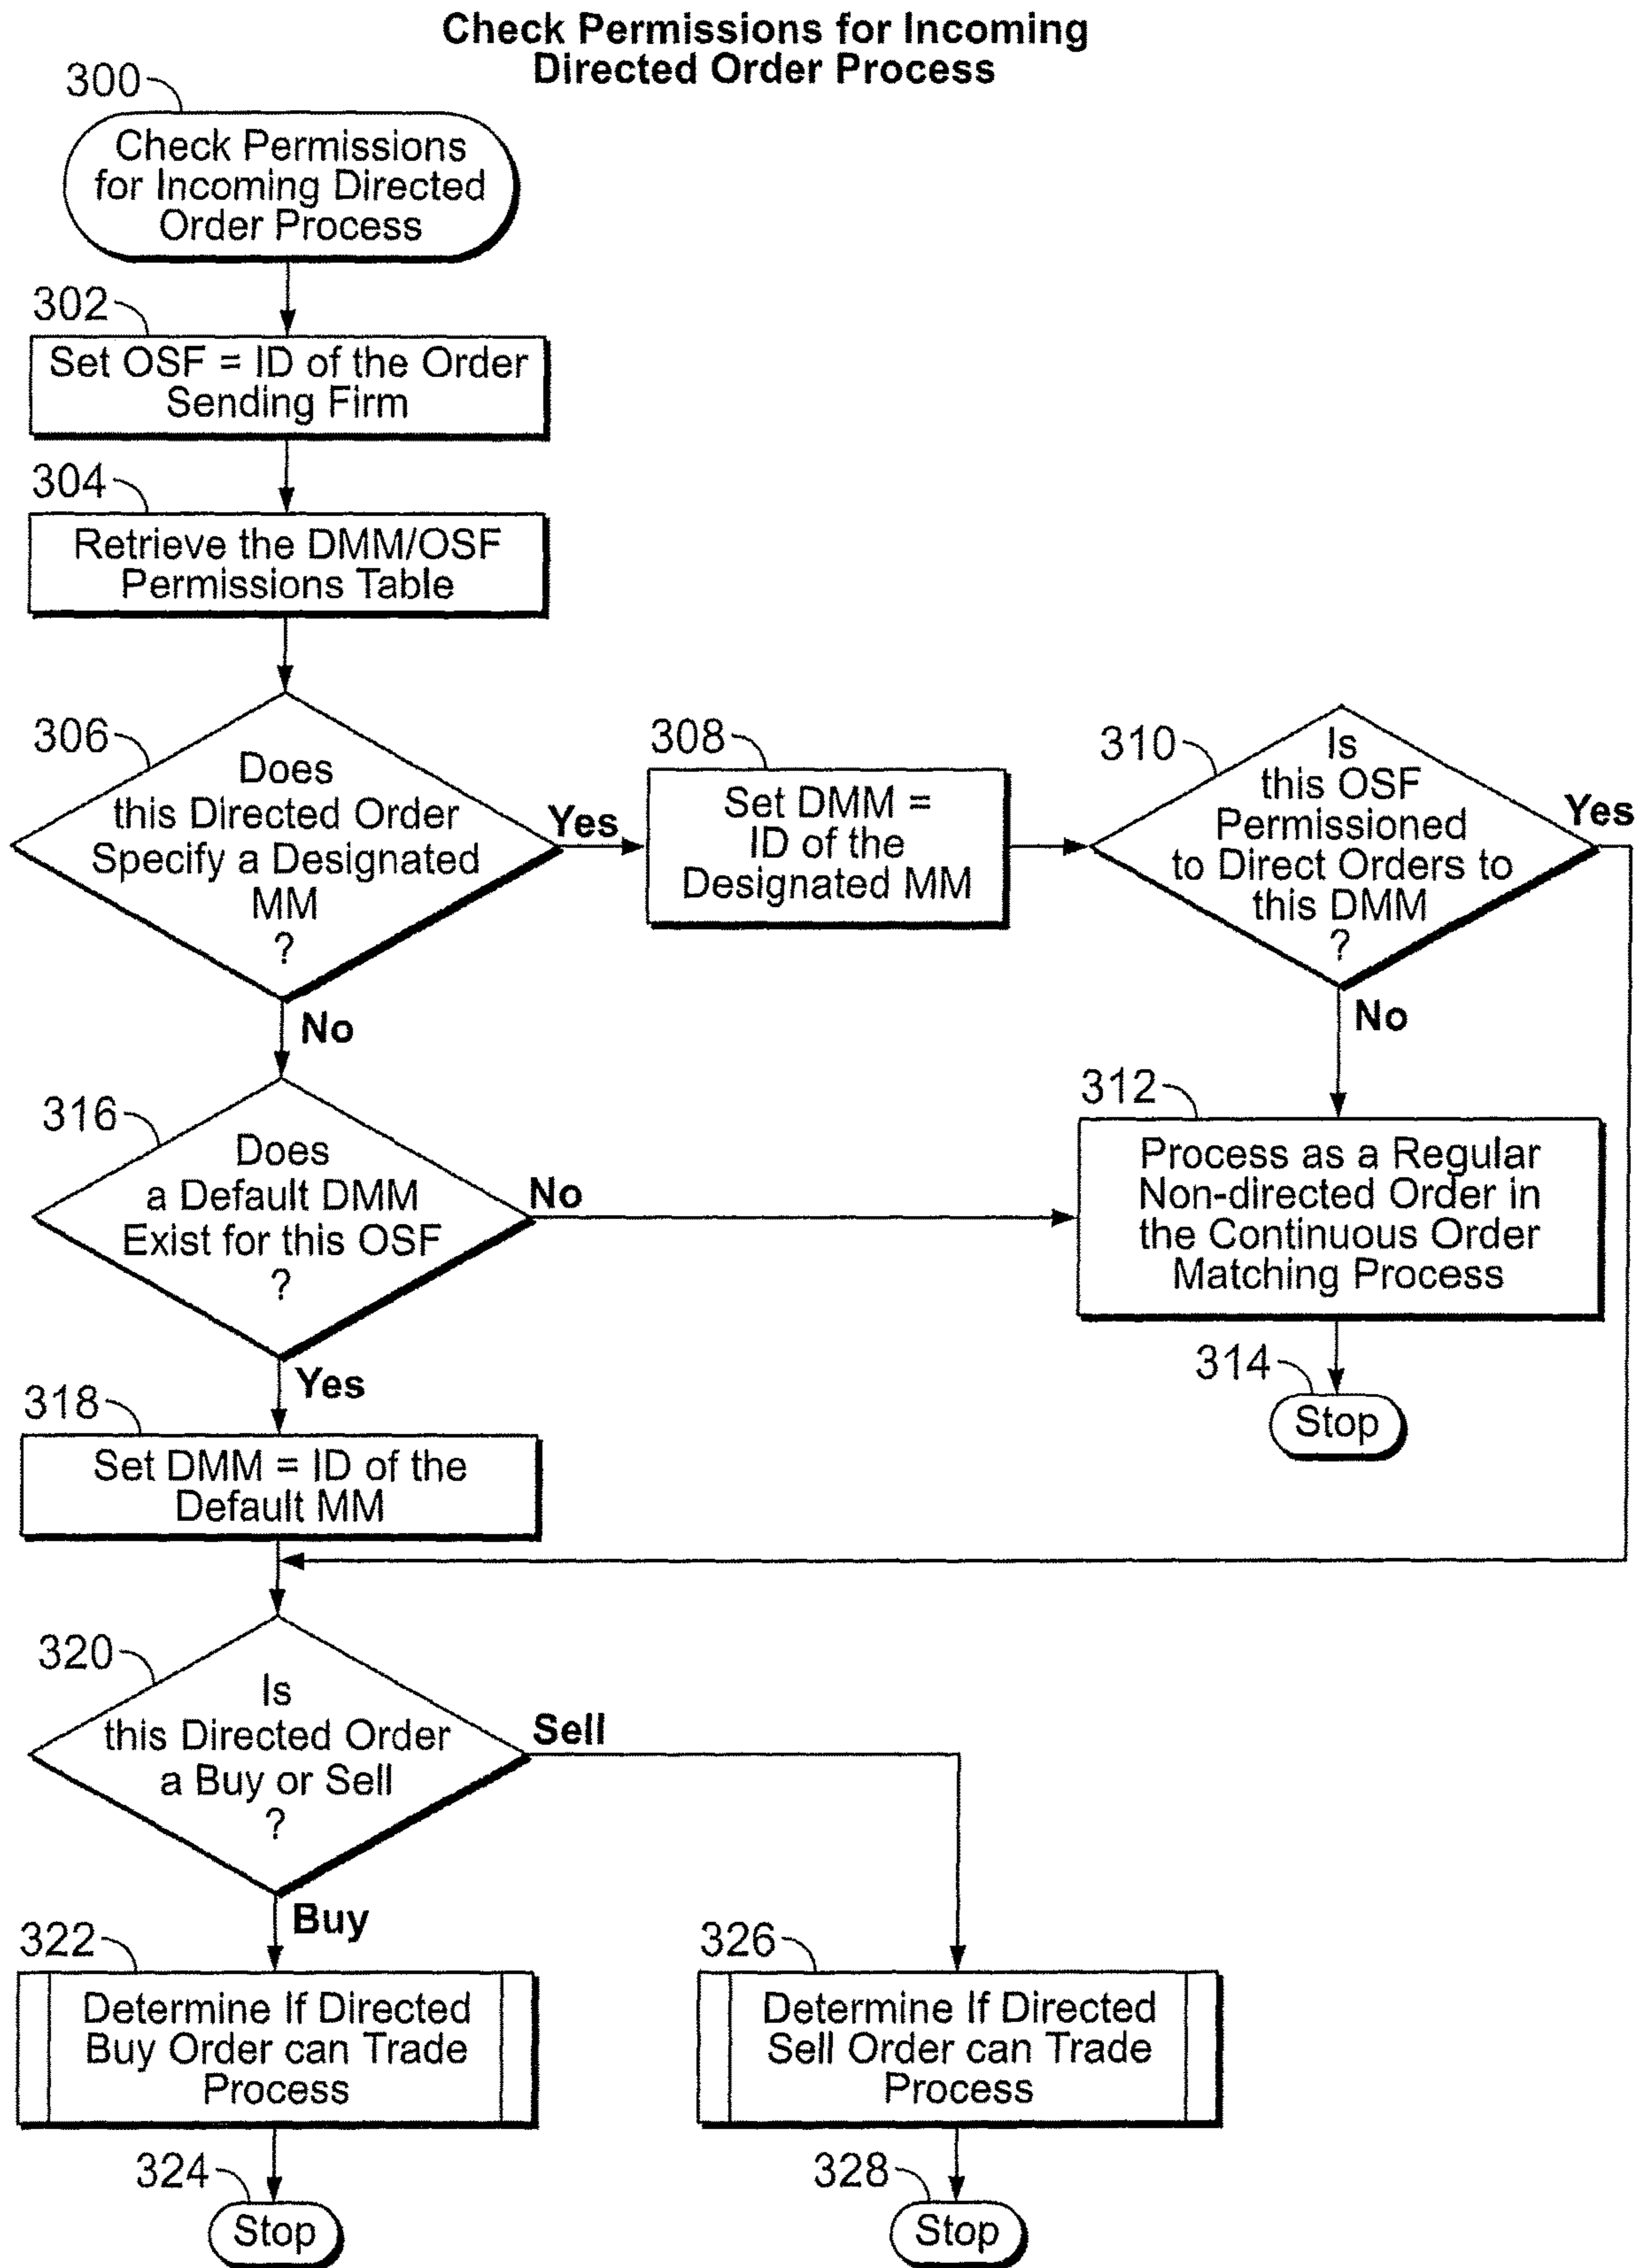 Check Permissions for Incoming
Directed Order Process
300
Check Permissions
for Incoming Directed
Order Process
302
Set OSF = ID of the Order
Sending Firm
304
Retrieve the DMM/OSF
Permissions Table
306
Does
this Directed Order
Specify a Designated
MM
?
Yes
No
308
Set DMM =
ID of the
Designated MM
310
Is
this OSF
Permissioned
to Direct Orders to
this DMM
?
Yes
No
312
Process as a Regular
Non-directed Order in
the Continuous Order
Matching Process
314
Stop
316
Does
a Default DMM
Exist for this OSF
?
No
Yes
318
Set DMM = ID of the
Default MM
320
Is
this Directed Order
a Buy or Sell
?
Sell
Buy
322
Determine If Directed
Buy Order can Trade
Process
324
Stop
326
Determine If Directed
Sell Order can Trade
Process
328
Stop